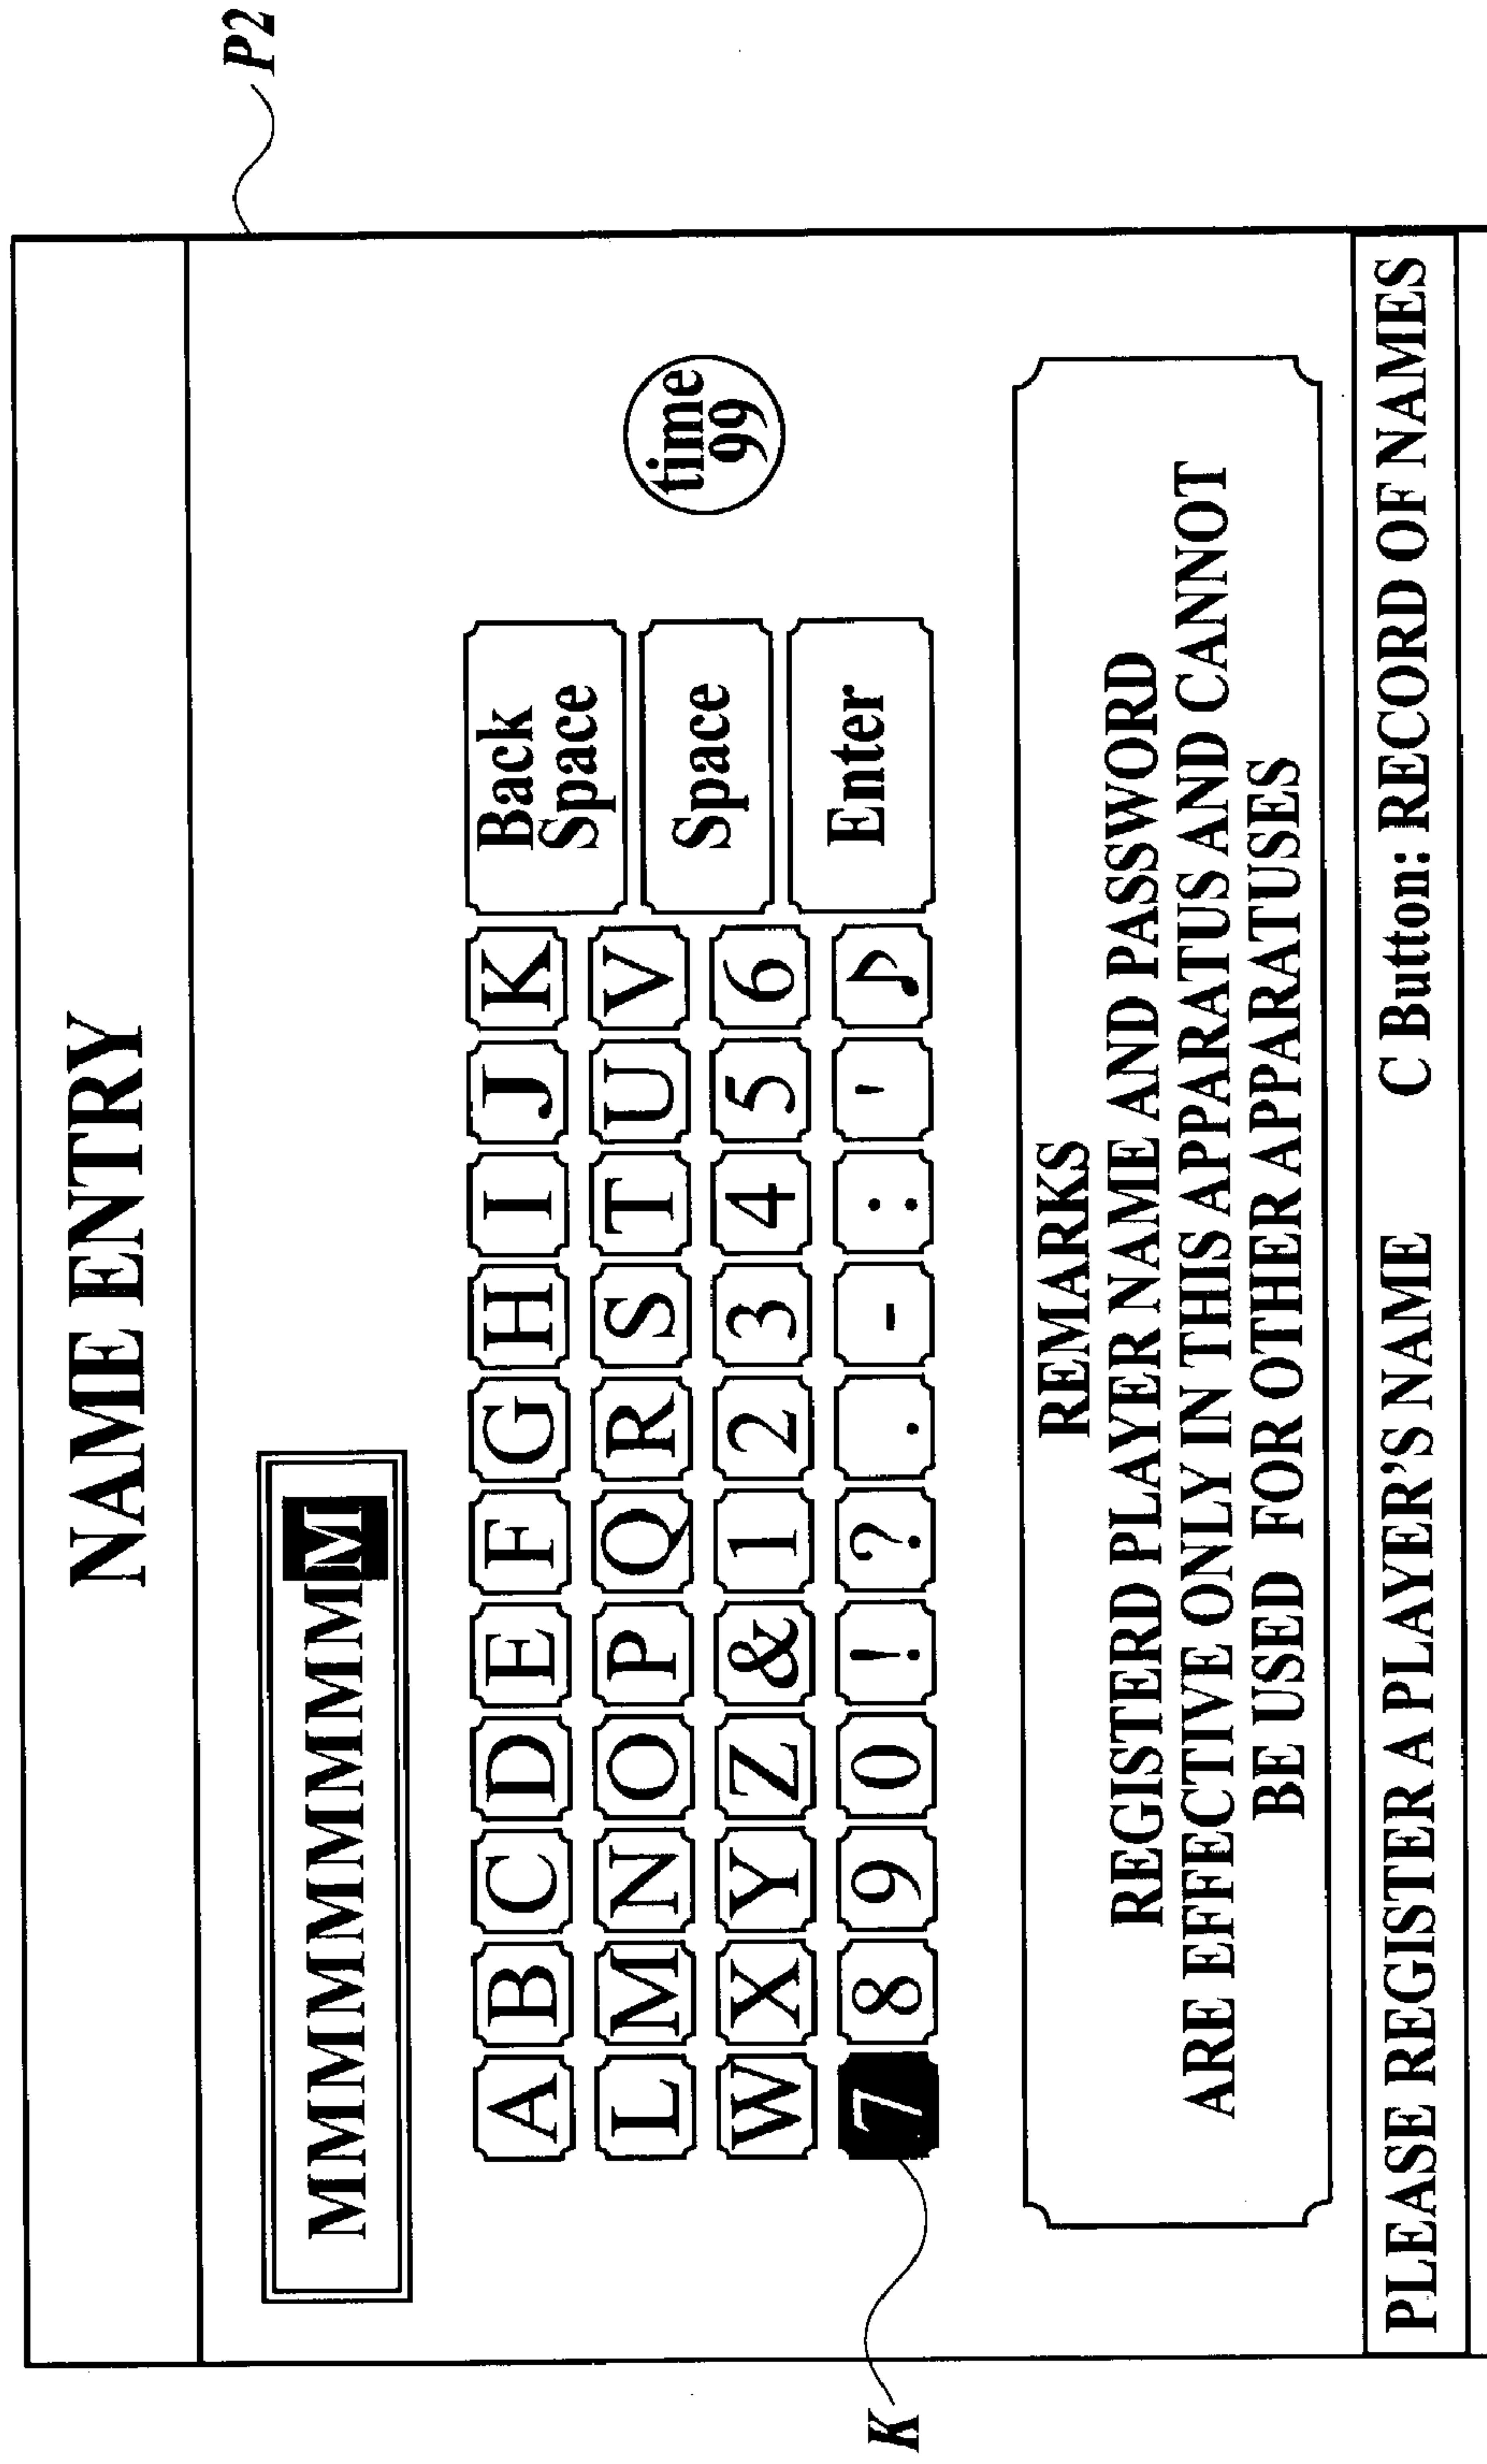 P2
NAME ENTRY
MMMMMMMMMMM
A B C D E F G H I J K Back Space
L M N O P Q R S T U V Space
W X Y Z & 1 2 3 4 5 6 Enter
7 8 9 0 ! ? . - : ' ♪
time
99
K
REMARKS
REGISTERD PLAYER NAME AND PASSWORD
ARE EFFECTIVE ONLY IN THIS APPARATUS AND CANNOT
BE USED FOR OTHER APPARATUSES
PLEASE REGISTER A PLAYER'S NAME C Button: RECORD OF NAMES